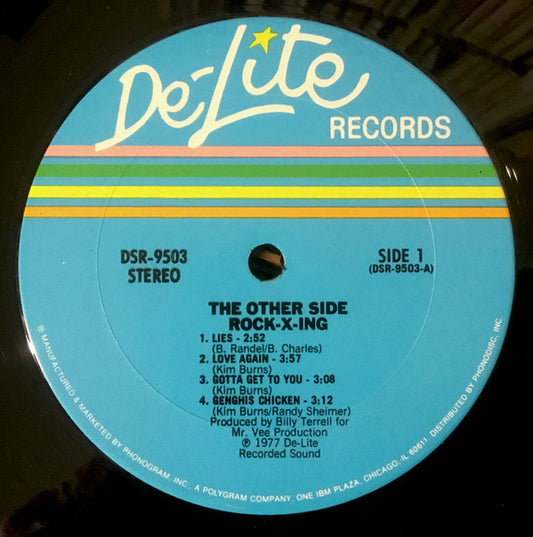 De-Lite
RECORDS
DSR-9503
STEREO
SIDE 1
(DSR-9503-A)
THE OTHER SIDE
ROCK-X-ING
1. LIES - 2:52
(B. Randel/B. Charles)
2. LOVE AGAIN - 3:57
(Kim Burns)
3. GOTTA GET TO YOU - 3:08
(Kim Burns)
4. GENGHIS CHICKEN - 3:12
(Kim Burns/Randy Sheimer)
Produced by Billy Terrell for
Mr. Vee Production
℗ 1977 De-Lite
Recorded Sound
® MANUFACTURED & MARKETED BY PHONOGRAM, INC., A POLYGRAM COMPANY, ONE IBM PLAZA, CHICAGO, IL 60611. DISTRIBUTED BY PHONODISC, INC